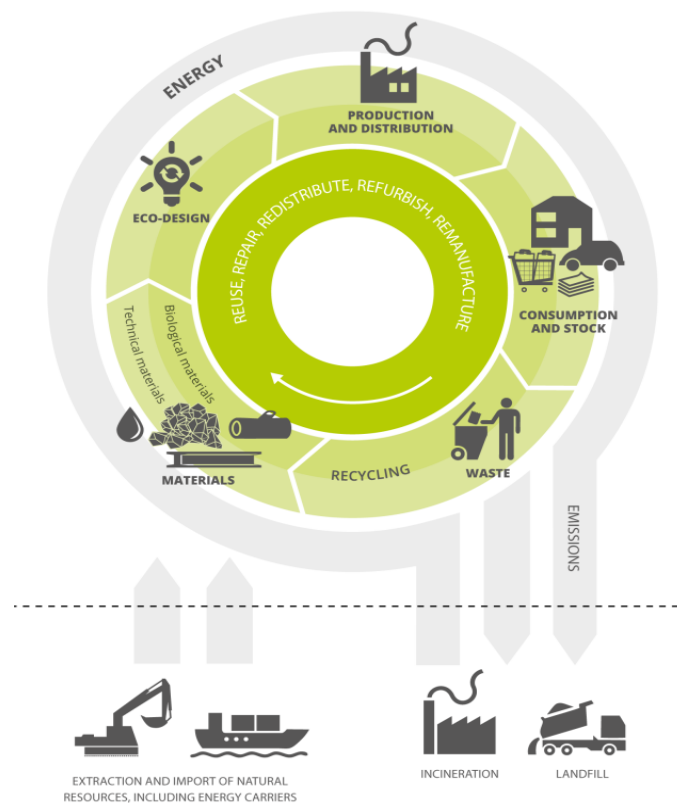 ENERGY
PRODUCTION
AND DISTRIBUTION
ECO-DESIGN
REUSE, REPAIR, REDISTRIBUTE, REFURBISH, REMANUFACTURE
CONSUMPTION
AND STOCK
Technical materials
Biological materials
MATERIALS
RECYCLING
WASTE
EMISSIONS
EXTRACTION AND IMPORT OF NATURAL
RESOURCES, INCLUDING ENERGY CARRIERS
INCINERATION
LANDFILL